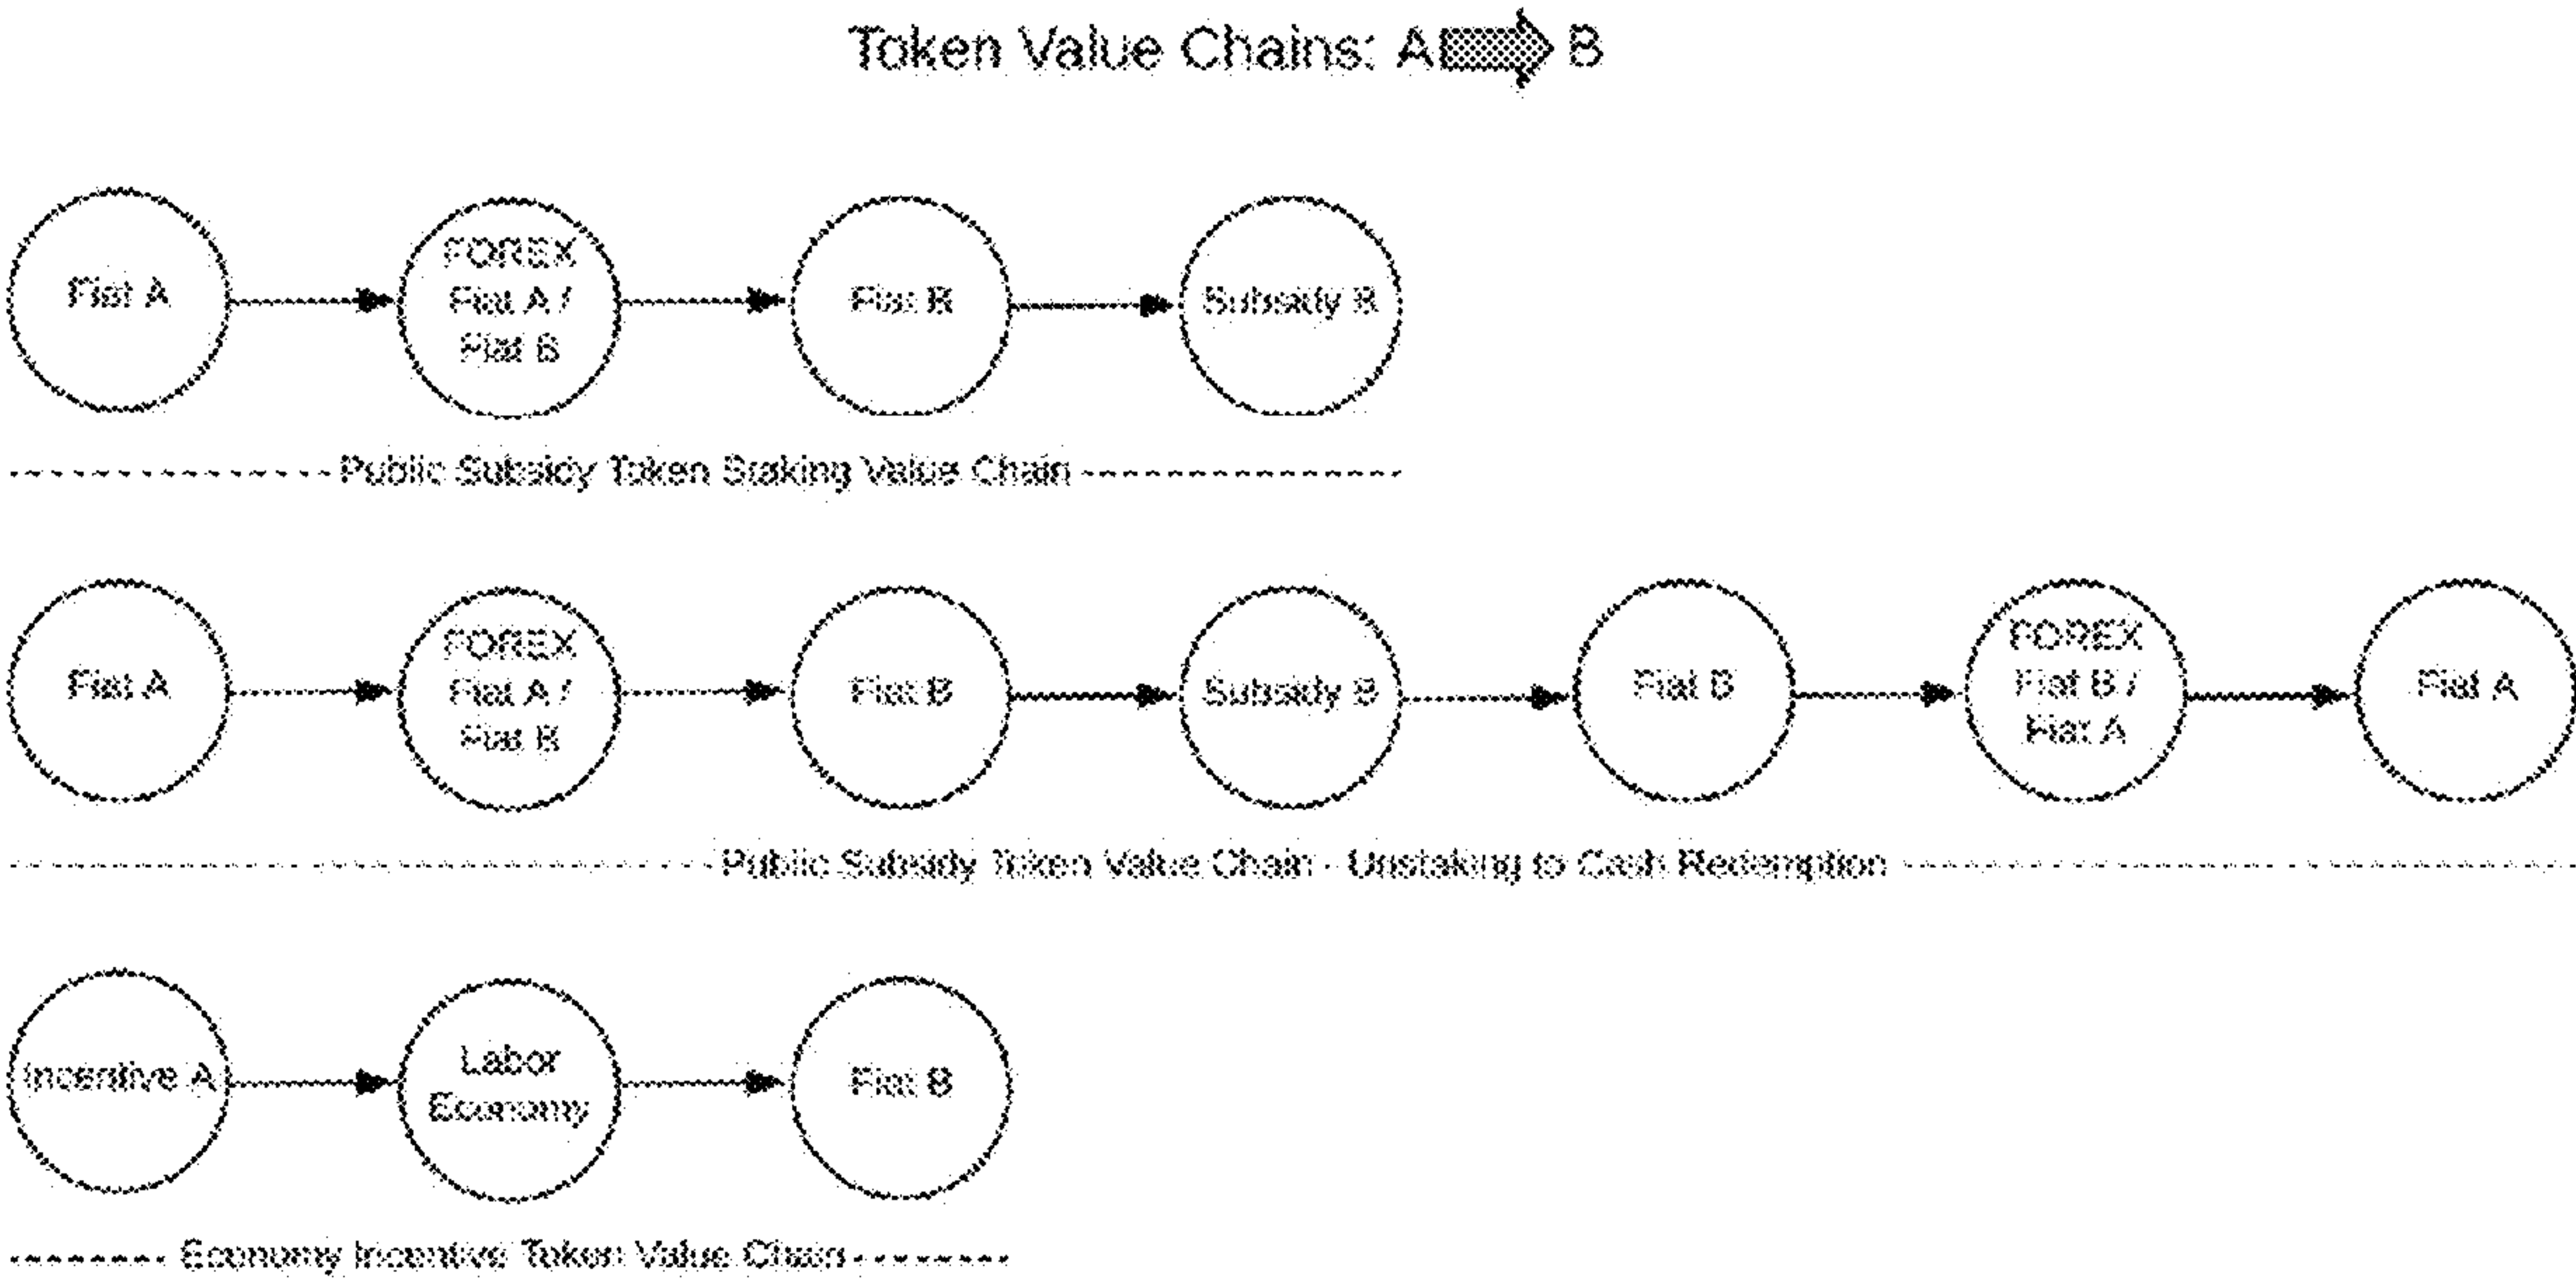 Token Value Chains: A B
Fiat A
FOREX
Fiat A /
Fiat B
Fiat B
Subsidy B
Public Subsidy Token Staking Value Chain
Fiat A
FOREX
Fiat A /
Fiat B
Fiat B
Subsidy B
Fiat B
FOREX
Fiat B /
Fiat A
Fiat A
Public Subsidy Token Value Chain - Unstaking to Cash Redemption
Incentive A
Labor
Economy
Fiat B
Economy Incentive Token Value Chain